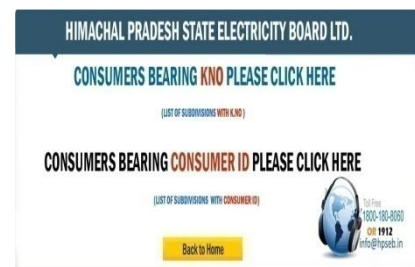 HIMACHAL PRADESH STATE ELECTRICITY BOARD LTD.
CONSUMERS BEARING KNO PLEASE CLICK HERE
(LIST OF SUBDIVISIONS WITH K.NO )
CONSUMERS BEARING CONSUMER ID PLEASE CLICK HERE
(LIST OF SUBDIVISIONS WITH CONSUMER ID)
Toll Free
1800-180-8060
OR 1912
info@hpseb.in
Back to Home